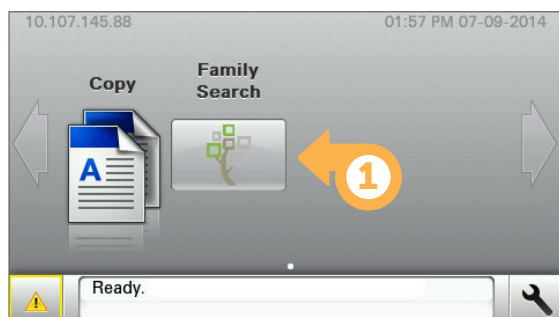 10.107.145.88
01:57 PM 07-09-2014
Copy
Family
Search
A
1
Ready.